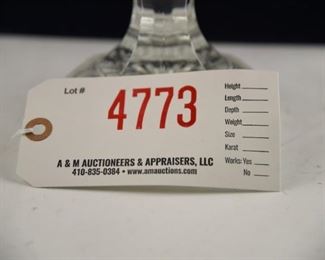 Lot #
4773
A & M AUCTIONEERS & APPRAISERS, LLC
410-835-0384 • www.amauctions.com
Height
Length
Depth
Weight
Size
Karat
Works: Yes
No